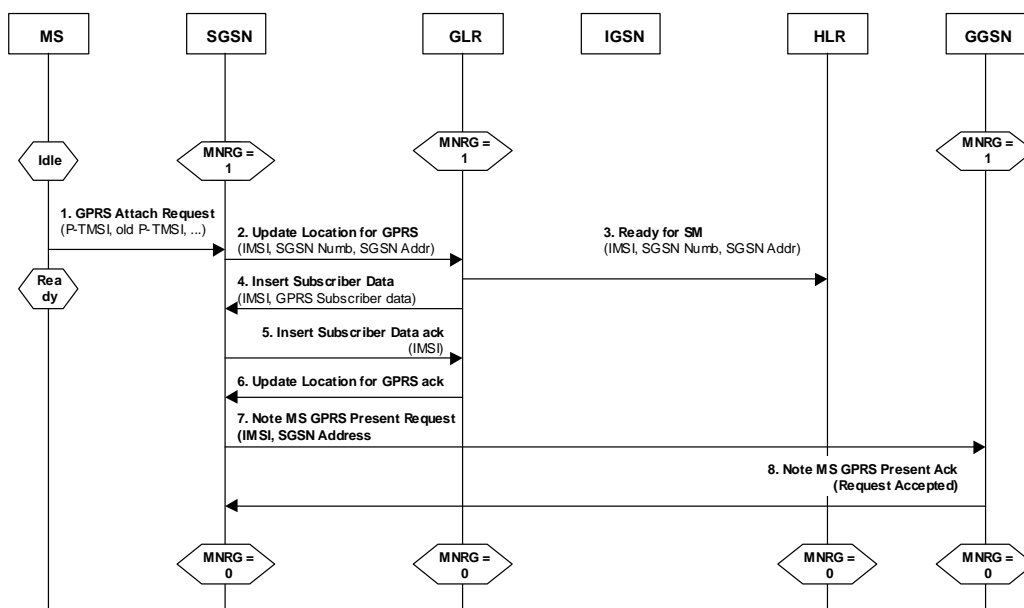 MS
SGSN
GLR
IGSN
HLR
GGSN
Idle
MNRG =
1
MNRG =
1
MNRG =
1
1. GPRS Attach Request
(P-TMSI, old P-TMSI, ...)
2. Update Location for GPRS
(IMSI, SGSN Numb, SGSN Addr)
3. Ready for SM
(IMSI, SGSN Numb, SGSN Addr)
Rea
dy
4. Insert Subscriber Data
(IMSI, GPRS Subscriber data)
5. Insert Subscriber Data ack
(IMSI)
6. Update Location for GPRS ack
7. Note MS GPRS Present Request
(IMSI, SGSN Address
8. Note MS GPRS Present Ack
(Request Accepted)
MNRG =
0
MNRG =
0
MNRG =
0
MNRG =
0